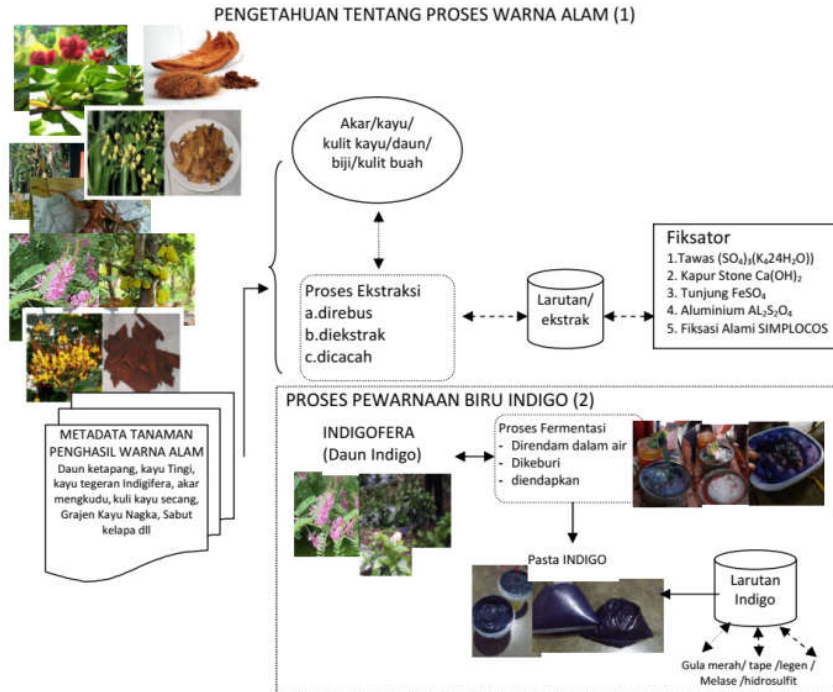 PENGETAHUAN TENTANG PROSES WARNA ALAM (1)
Akar/kayu/
kulit kayu/daun/
biji/kulit buah
Proses Ekstraksi
a.direbus
b.diekstrak
c.dicacah
Larutan/
ekstrak
Fiksator
1.Tawas (SO₄)₃(K₄24H₂O))
2. Kapur Stone Ca(OH)₂
3. Tunjung FeSO₄
4. Aluminium AL₂S₂O₄
5. Fiksasi Alami SIMPLOCOS
METADATA TANAMAN
PENGHASIL WARNA ALAM
Daun ketapang, kayu Tingi,
kayu tegeran Indigifera, akar
mengkudu, kuli kayu secang,
Grajen Kayu Nagka, Sabut
kelapa dll
PROSES PEWARNAAN BIRU INDIGO (2)
INDIGOFERA
(Daun Indigo)
Proses Fermentasi
- Direndam dalam air
- Dikeburi
- diendapkan
Pasta INDIGO
Larutan
Indigo
Gula merah/ tape /legen /
Melase /hidrosulfit